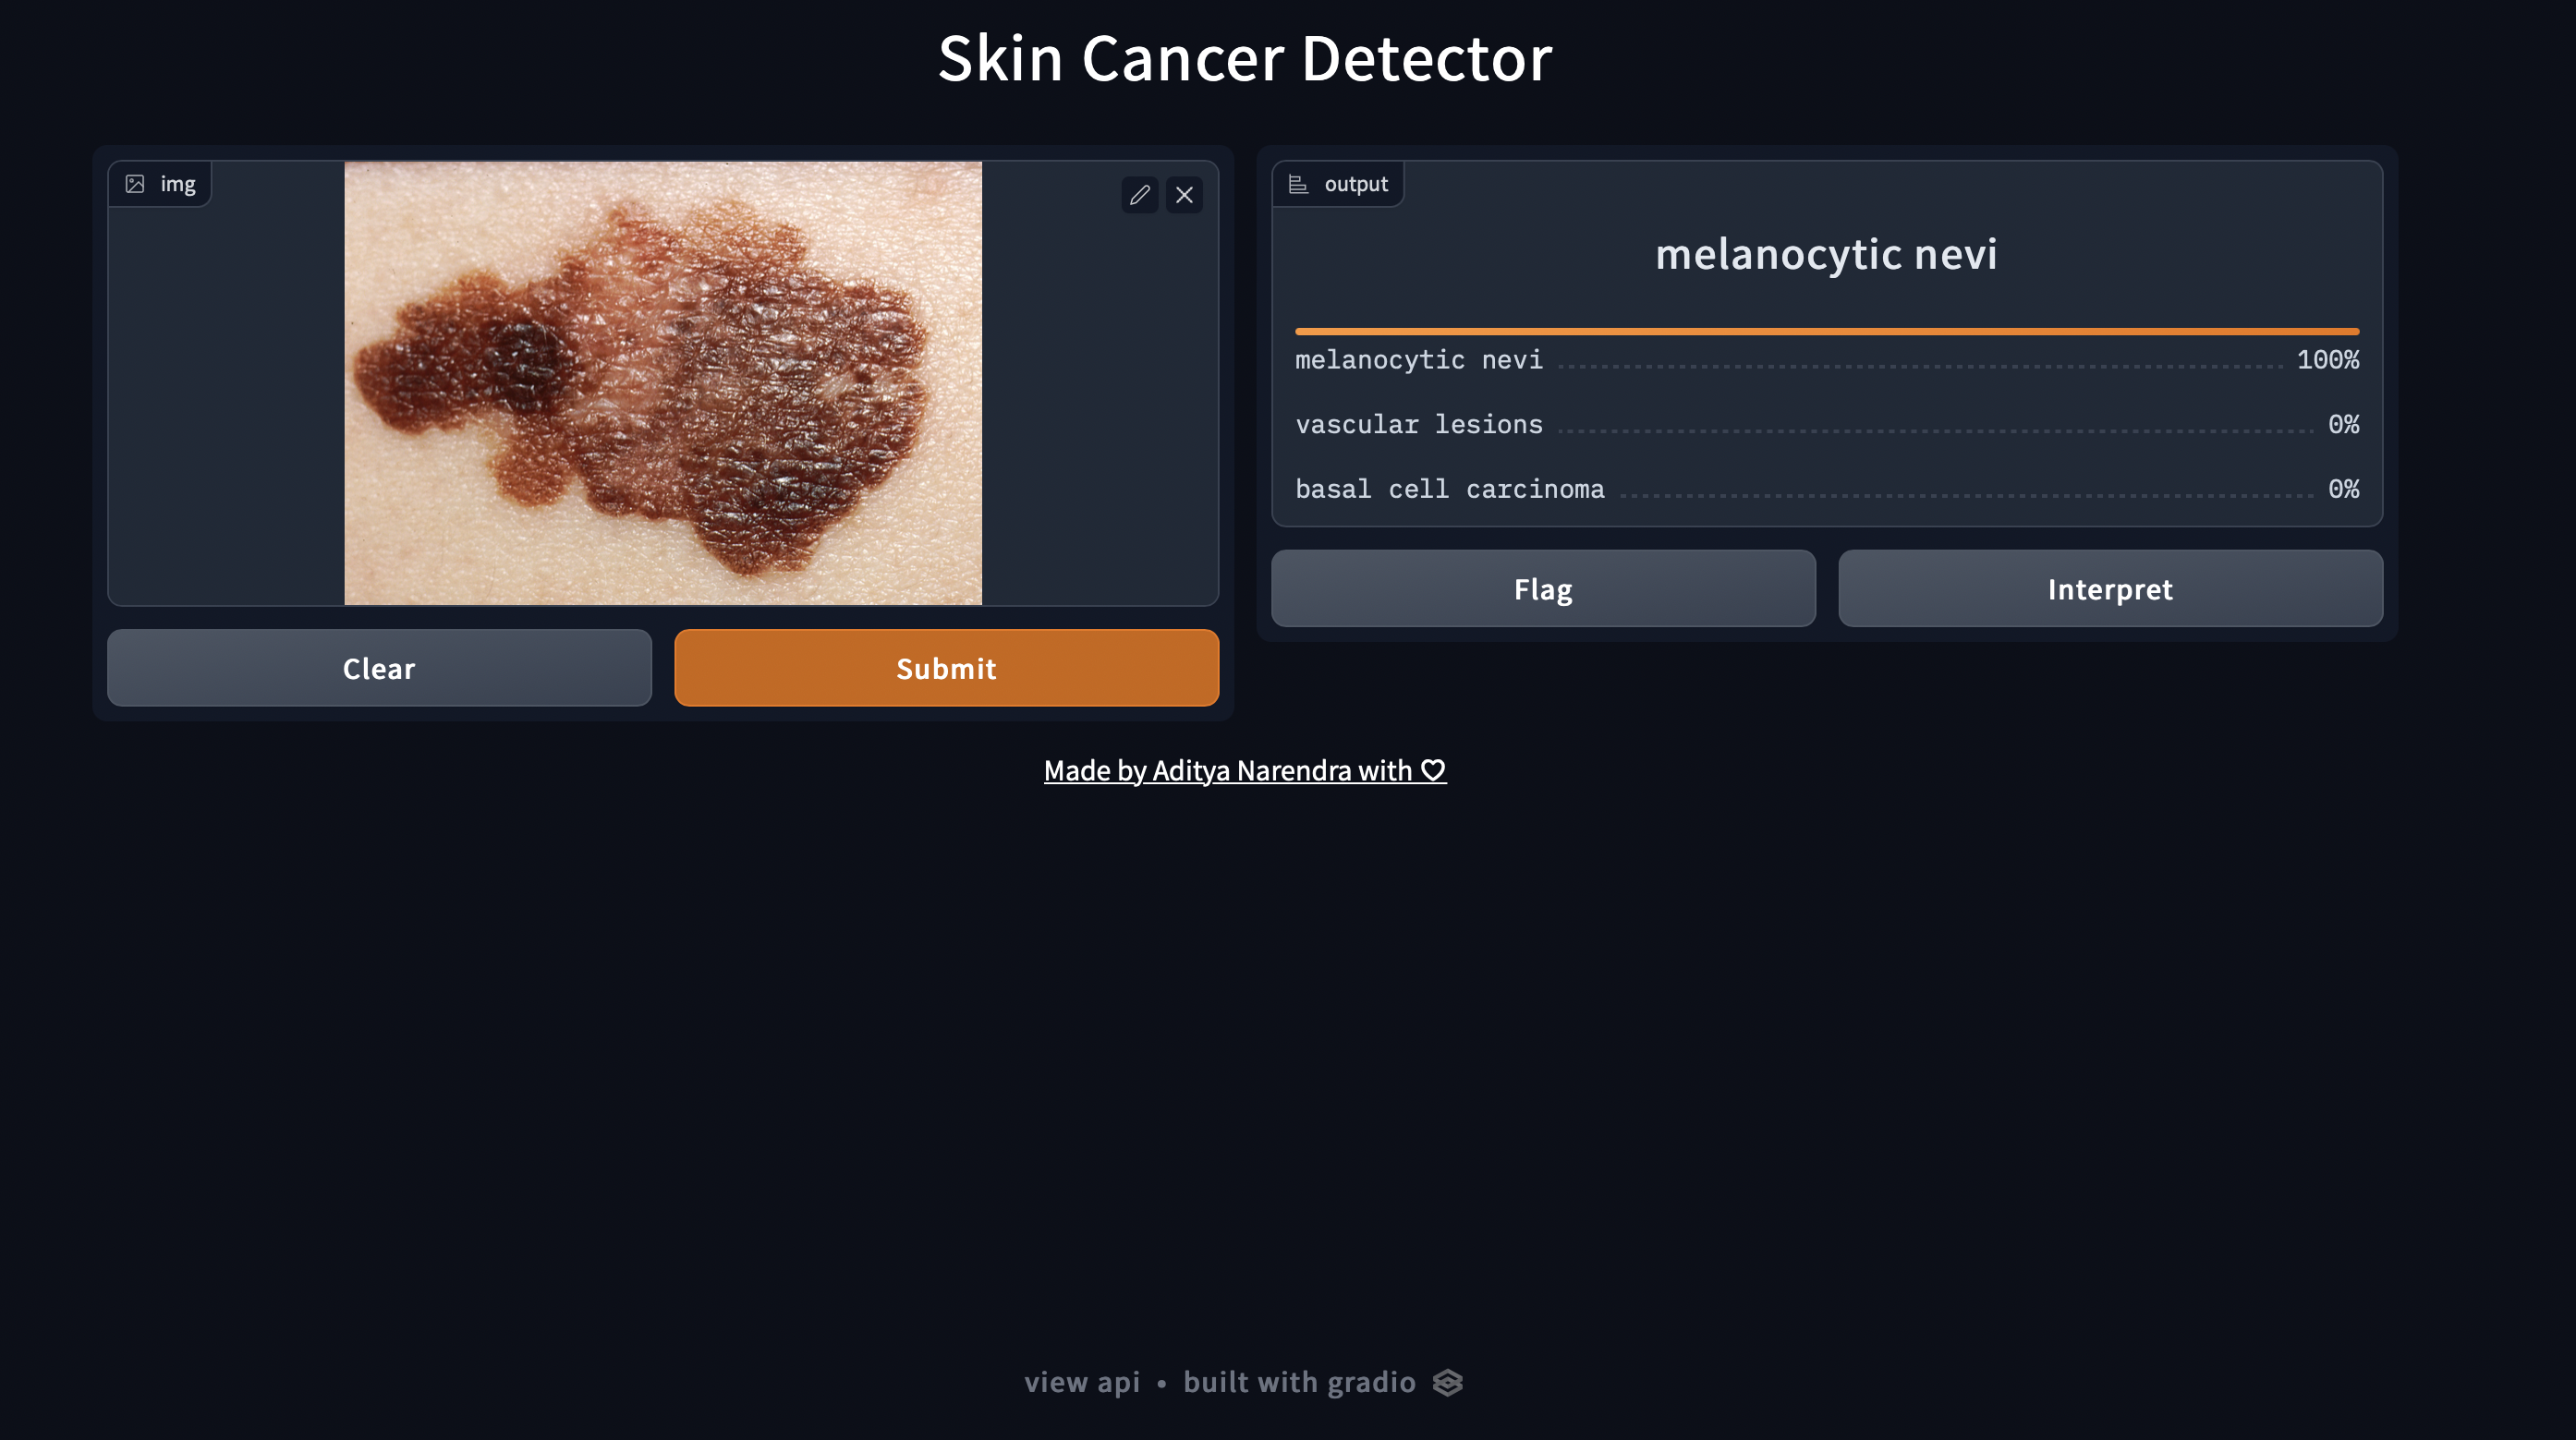 Skin Cancer Detector
img
output
melanocytic nevi
melanocytic nevi 100%
vascular lesions 0%
basal cell carcinoma 0%
Flag
Interpret
Clear
Submit
Made by Aditya Narendra with ♡
view api • built with gradio